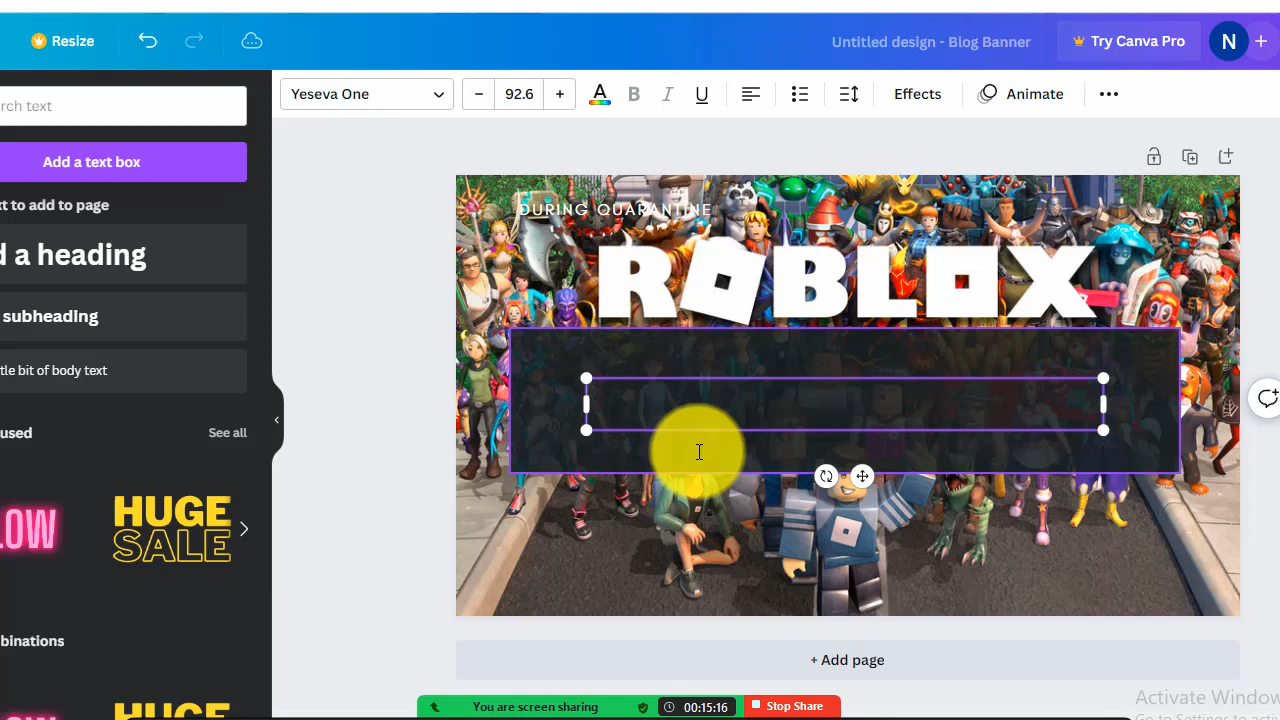 Resize
Untitled design - Blog Banner
Try Canva Pro
N
rch text
Yeseva One
92.6
A
B
I
U
Effects
Animate
Add a text box
xt to add to page
d a heading
subheading
tle bit of body text
used
See all
LOW
HUGE
SALE
binations
HUGE
DURING QUARANTINE
ROBLOX
+ Add page
You are screen sharing
00:15:16
Stop Share
Activate Window